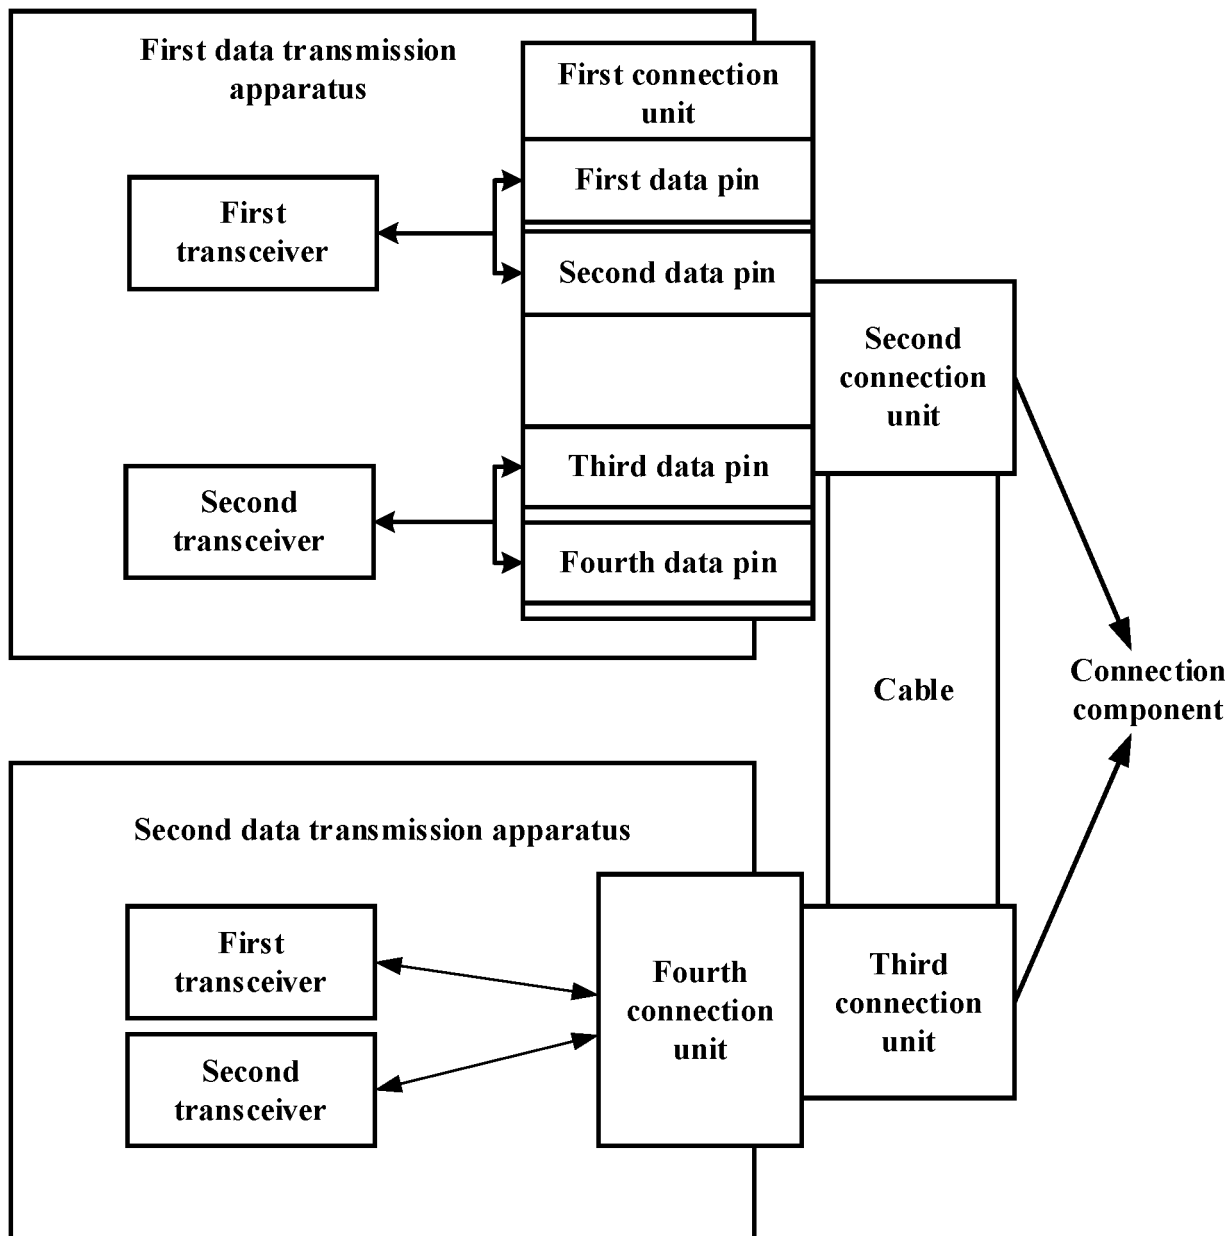 First data transmission
apparatus
First connection
unit
First data pin
First
transceiver
Second data pin
Second
connection
unit
Third data pin
Second
transceiver
Fourth data pin
Cable
Connection
component
Second data transmission apparatus
First
transceiver
Fourth
connection
unit
Third
connection
unit
Second
transceiver